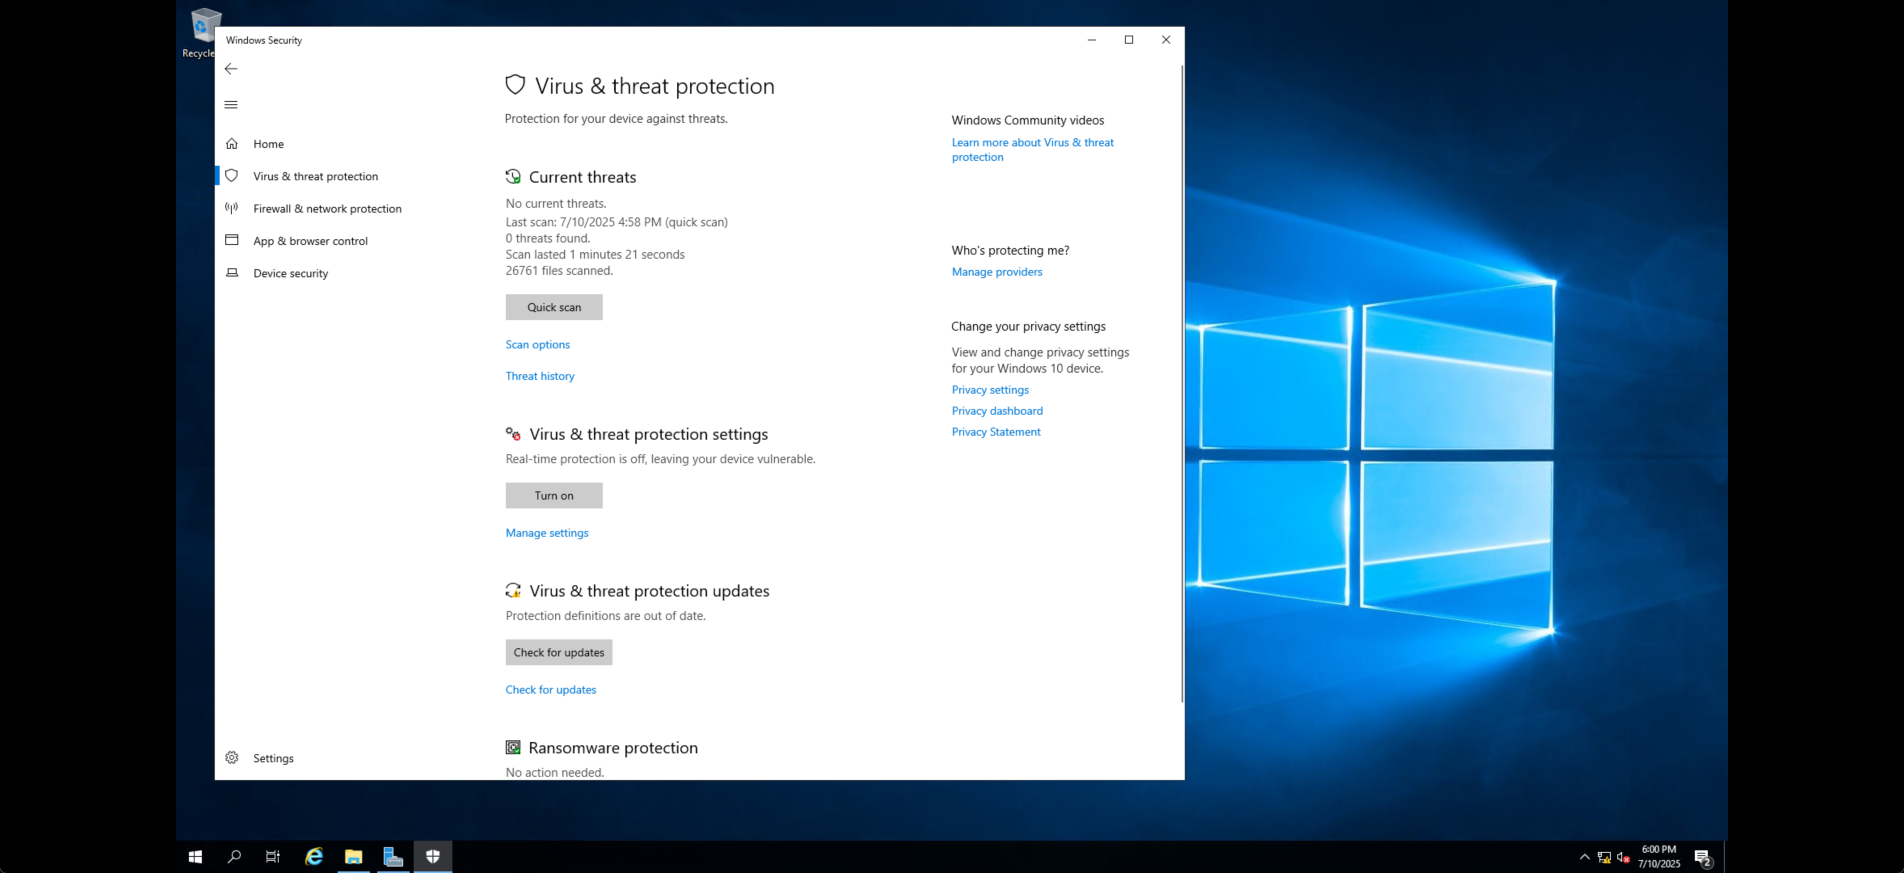 Recycle
Windows Security
Virus & threat protection
Protection for your device against threats.
Home
Virus & threat protection
Firewall & network protection
App & browser control
Device security
Settings
Current threats
No current threats.
Last scan: 7/10/2025 4:58 PM (quick scan)
0 threats found.
Scan lasted 1 minutes 21 seconds
26761 files scanned.
Quick scan
Scan options
Threat history
Virus & threat protection settings
Real-time protection is off, leaving your device vulnerable.
Turn on
Manage settings
Virus & threat protection updates
Protection definitions are out of date.
Check for updates
Check for updates
Ransomware protection
No action needed.
Windows Community videos
Learn more about Virus & threat
protection
Who's protecting me?
Manage providers
Change your privacy settings
View and change privacy settings
for your Windows 10 device.
Privacy settings
Privacy dashboard
Privacy Statement
6:00 PM
7/10/2025
2